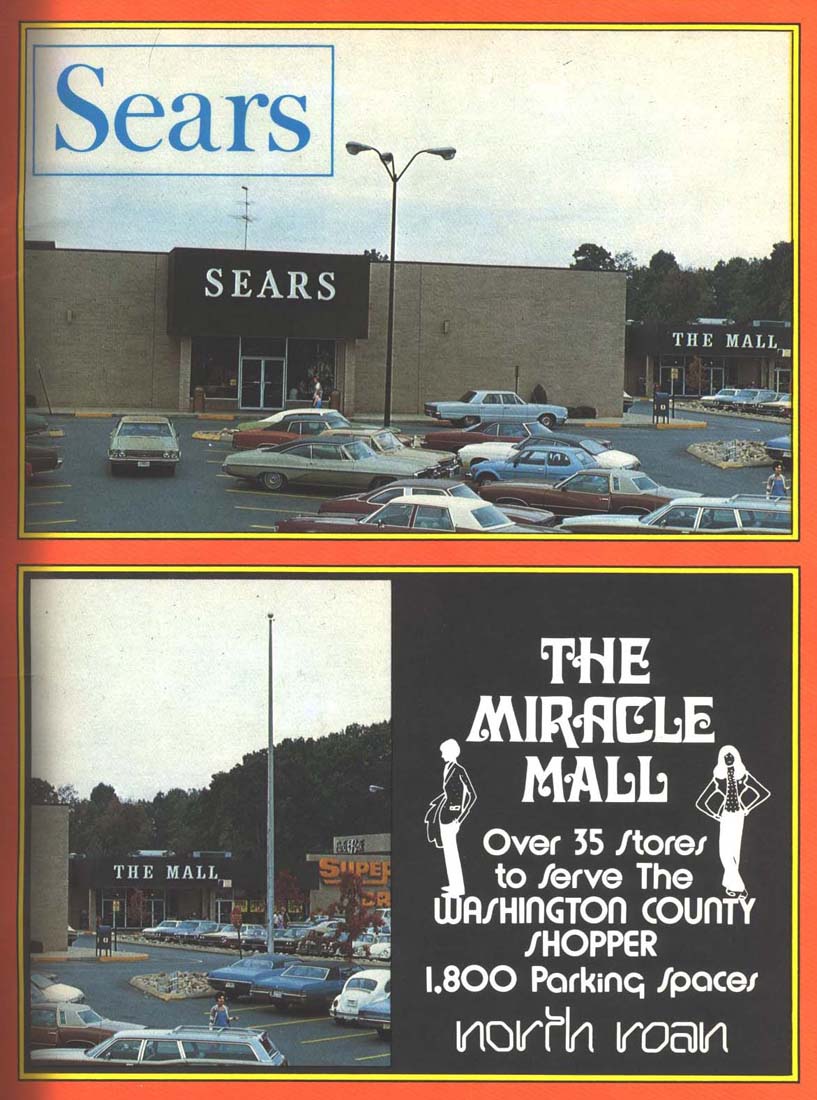 Sears
SEARS
THE MALL
THE
MIRACLE
MALL
Over 35 Stores
to Serve The
WASHINGTON COUNTY
SHOPPER
1,800 Parking Spaces
north roan
THE MALL
SUPER